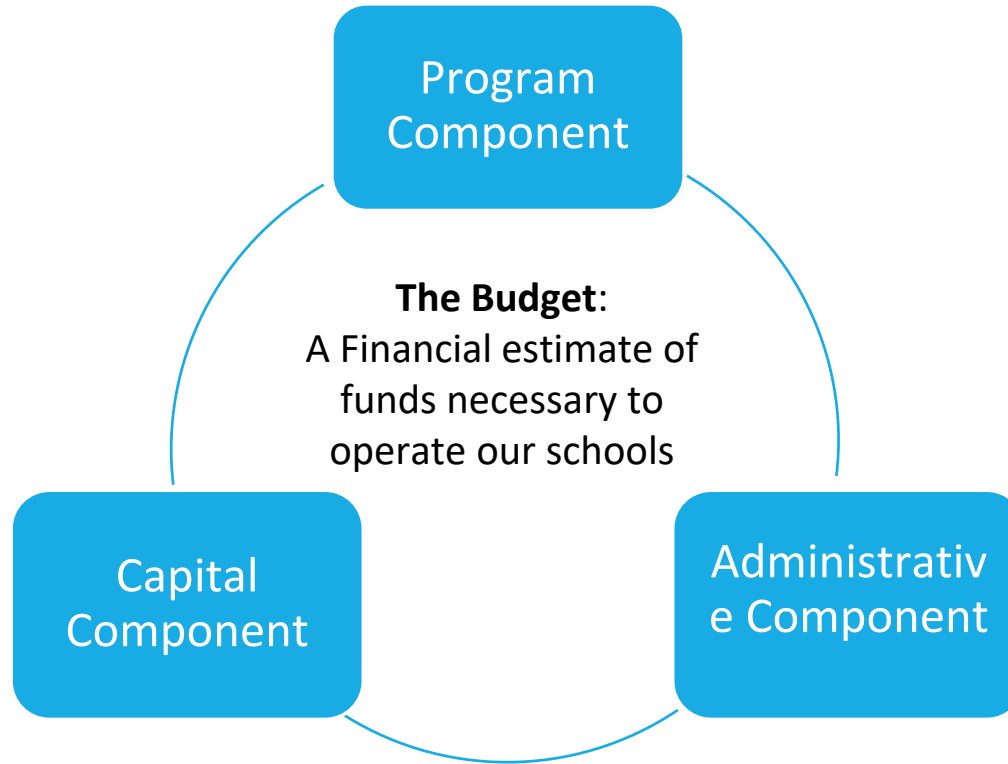 Program
Component
The Budget:
A Financial estimate of
funds necessary to
operate our schools
Capital
Component
Administrativ
e Component